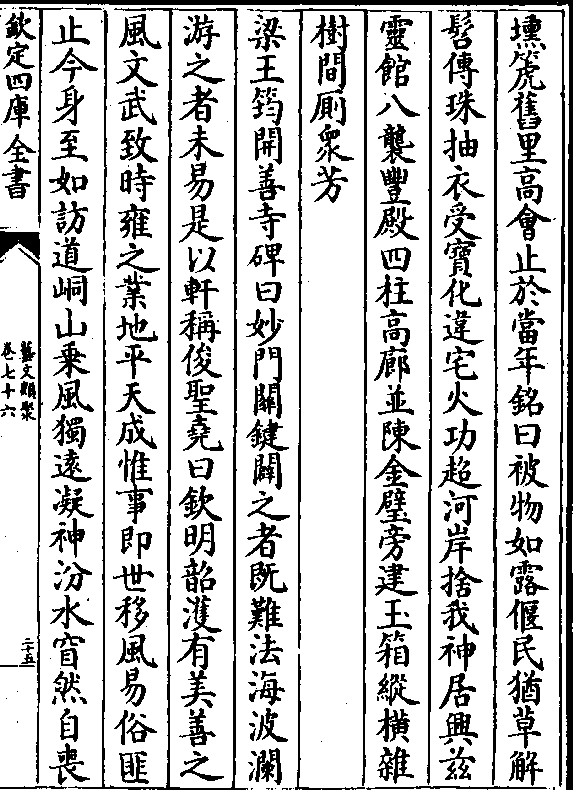 壎篪舊里高會止於當年銘曰被物如露偃民猶草解
髻傳珠抽衣受寶化違宅火功超河岸捨我神居興兹
靈館八襲豐殿四柱高廊並陳金璧旁建玉箱縱橫雜
樹間厠衆芳
梁王筠開善寺碑曰妙門關鍵闢之者既難法海波瀾
游之者未易是以軒稱俊聖堯曰欽明韶濩有美善之
風文武致時雍之業地平天成惟事即世移風易俗匪
止今身至如訪道峒山乗風獨遠凝神汾水窅然自喪
欽定四庫全書
藝文類聚
卷七十六
二十五